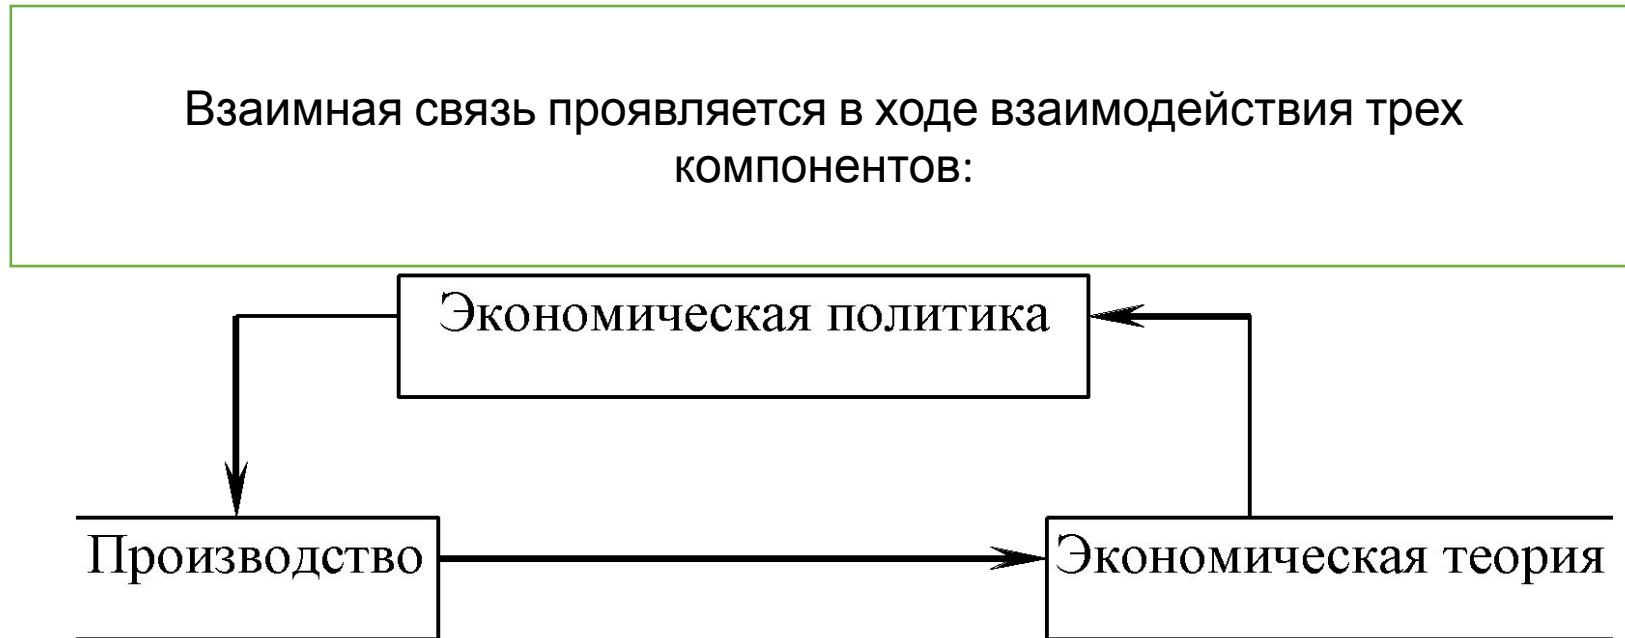 Взаимная связь проявляется в ходе взаимодействия трех
компонентов:
Экономическая политика
Производство
Экономическая теория